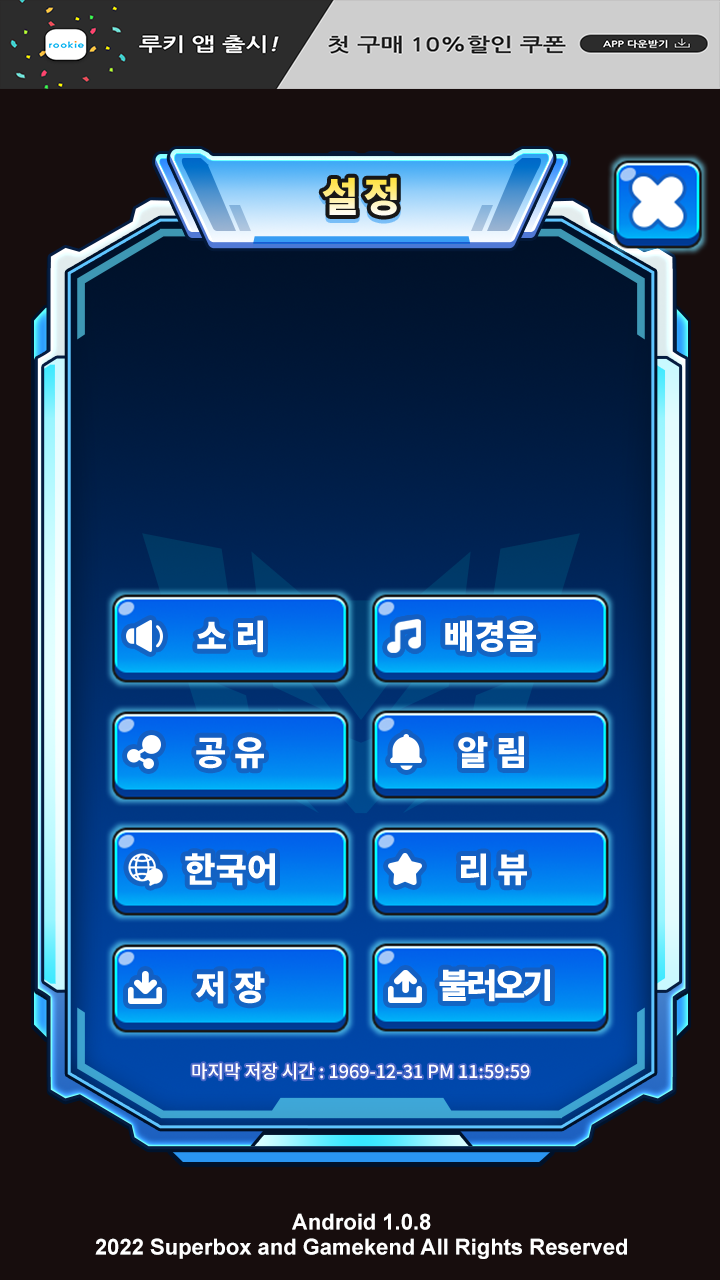 rookie
루키 앱 출시!
첫 구매 10%할인 쿠폰
APP 다운받기
설정
소리
배경음
공유
알림
한국어
리뷰
저장
불러오기
마지막 저장 시간 : 1969-12-31 PM 11:59:59
Android 1.0.8
2022 Superbox and Gamekend All Rights Reserved